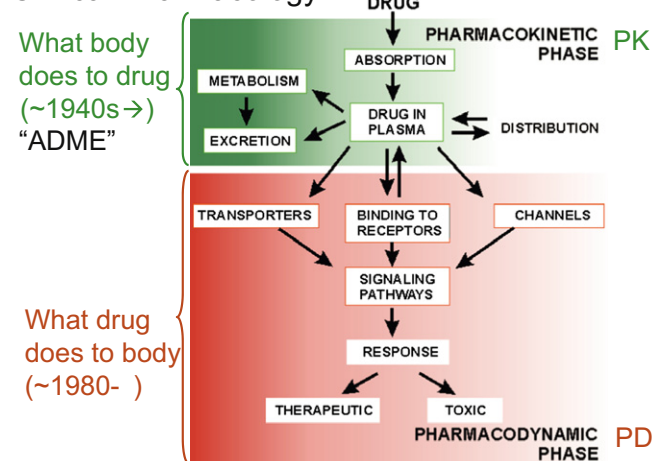 DRUG
What body
does to drug
(~1940s→)
“ADME”
PHARMACOKINETIC
PHASE
PK
ABSORPTION
METABOLISM
DRUG IN
PLASMA
DISTRIBUTION
EXCRETION
TRANSPORTERS
BINDING TO
RECEPTORS
CHANNELS
SIGNALING
PATHWAYS
What drug
does to body
(~1980- )
RESPONSE
THERAPEUTIC
TOXIC
PHARMACODYNAMIC
PHASE
PD